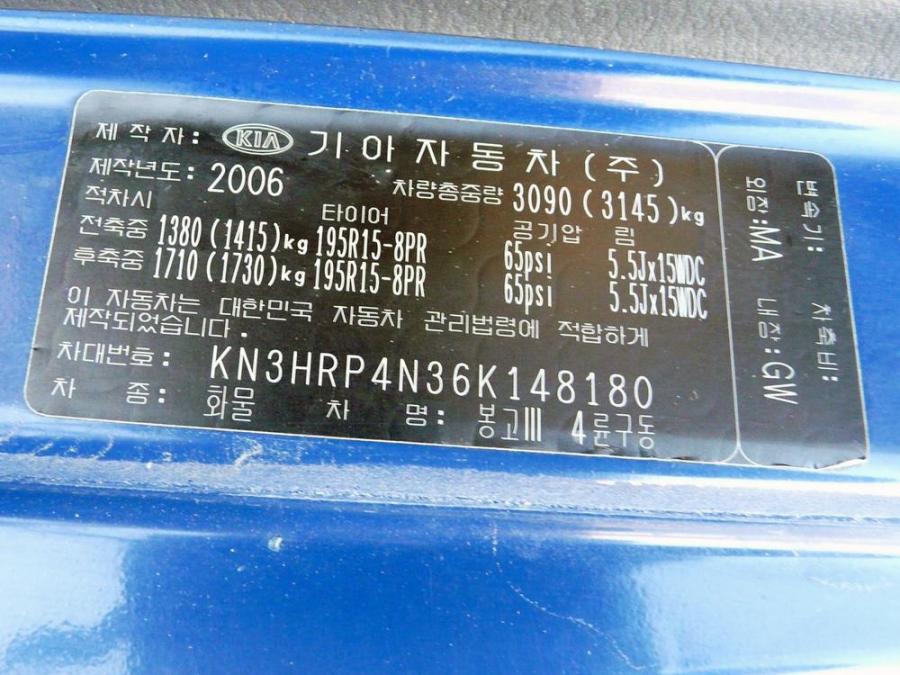 제 작 자: KIA 기아자동차(주)
제작년도: 2006 차량총중량 3090 (3145)kg
적차시 타이어 공기압 림
전축중 1380 (1415)kg 195R15-8PR 65psi 5.5Jx15WDC
후축중 1710 (1730)kg 195R15-8PR 65psi 5.5Jx15WDC
이 자동차는 대한민국 자동차 관리법령에 적합하게
제작되었습니다.
차대번호: KN3HRP4N36K148180
차 종: 화물 차 명: 봉고Ⅲ 4륜구동
변속기: 차축비:
외장:MA 내장:GW